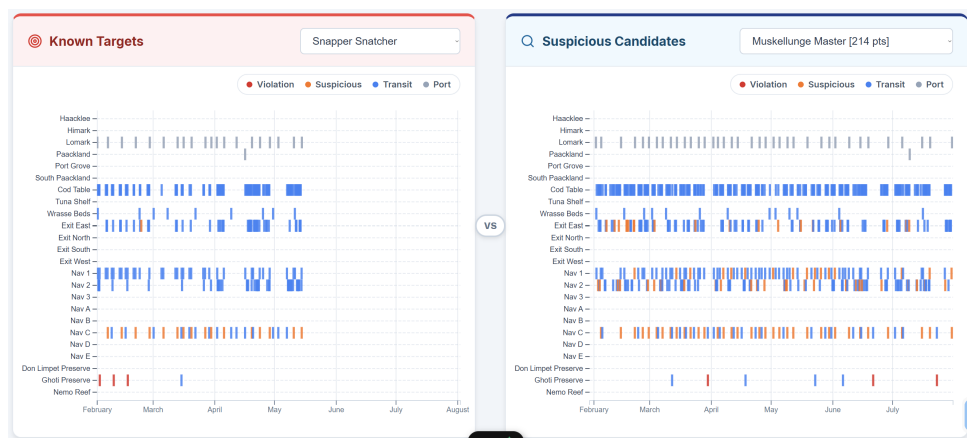 Known Targets
Snapper Snatcher
Violation Suspicious Transit Port
Haacklee
Himark
Lomark
Paackland
Port Grove
South Paackland
Cod Table
Tuna Shelf
Wrasse Beds
Exit East
Exit North
Exit South
Exit West
Nav 1
Nav 2
Nav 3
Nav A
Nav B
Nav C
Nav D
Nav E
Don Limpet Preserve
Ghoti Preserve
Nemo Reef
February March April May June July August
VS
Suspicious Candidates
Muskellunge Master [214 pts]
Violation Suspicious Transit Port
Haacklee
Himark
Lomark
Paackland
Port Grove
South Paackland
Cod Table
Tuna Shelf
Wrasse Beds
Exit East
Exit North
Exit South
Exit West
Nav 1
Nav 2
Nav 3
Nav A
Nav B
Nav C
Nav D
Nav E
Don Limpet Preserve
Ghoti Preserve
Nemo Reef
February March April May June July